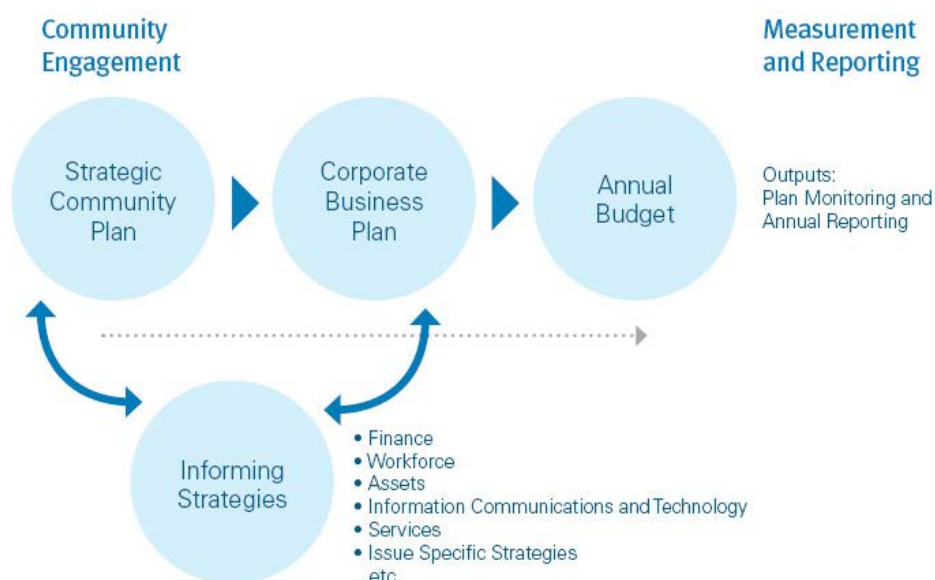 Community
Engagement
Measurement
and Reporting
Strategic
Community
Plan
Corporate
Business
Plan
Annual
Budget
Outputs:
Plan Monitoring and
Annual Reporting
Informing
Strategies
• Finance
• Workforce
• Assets
• Information Communications and Technology
• Services
• Issue Specific Strategies
etc